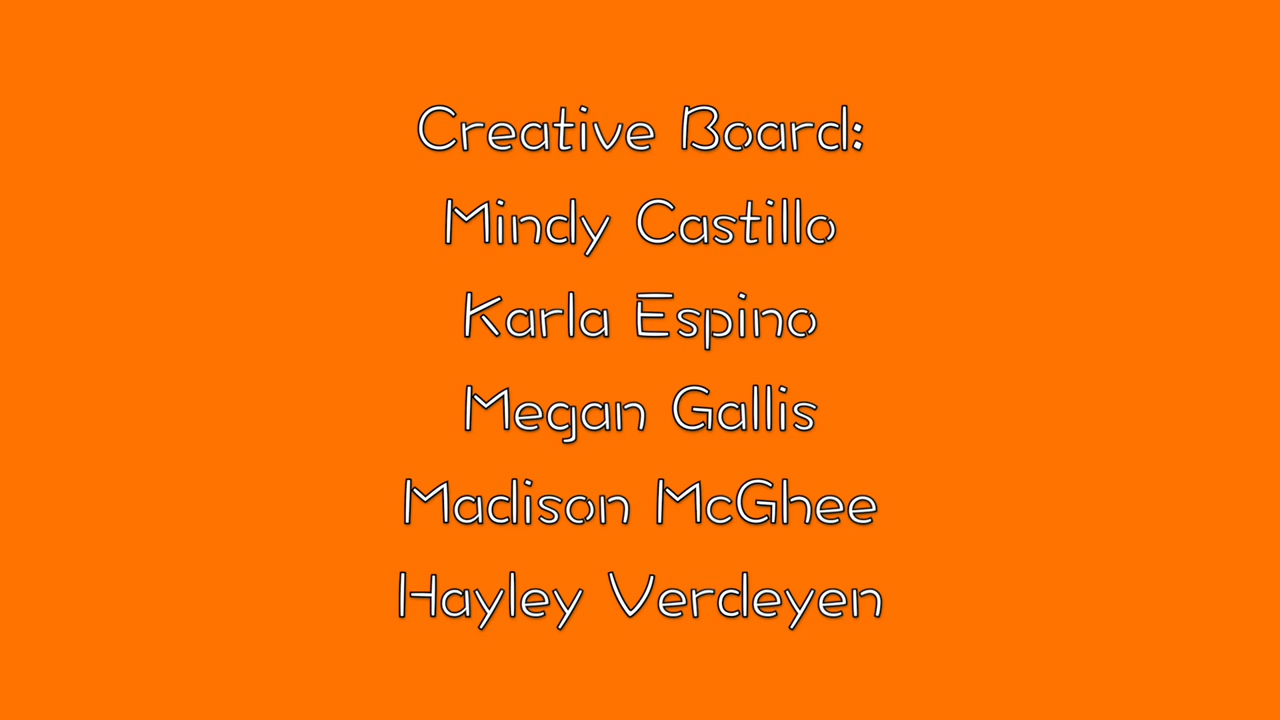 Creative Board:
Mindy Castillo
Karla Espino
Megan Gallis
Madison McGhee
Hayley Verdeyen